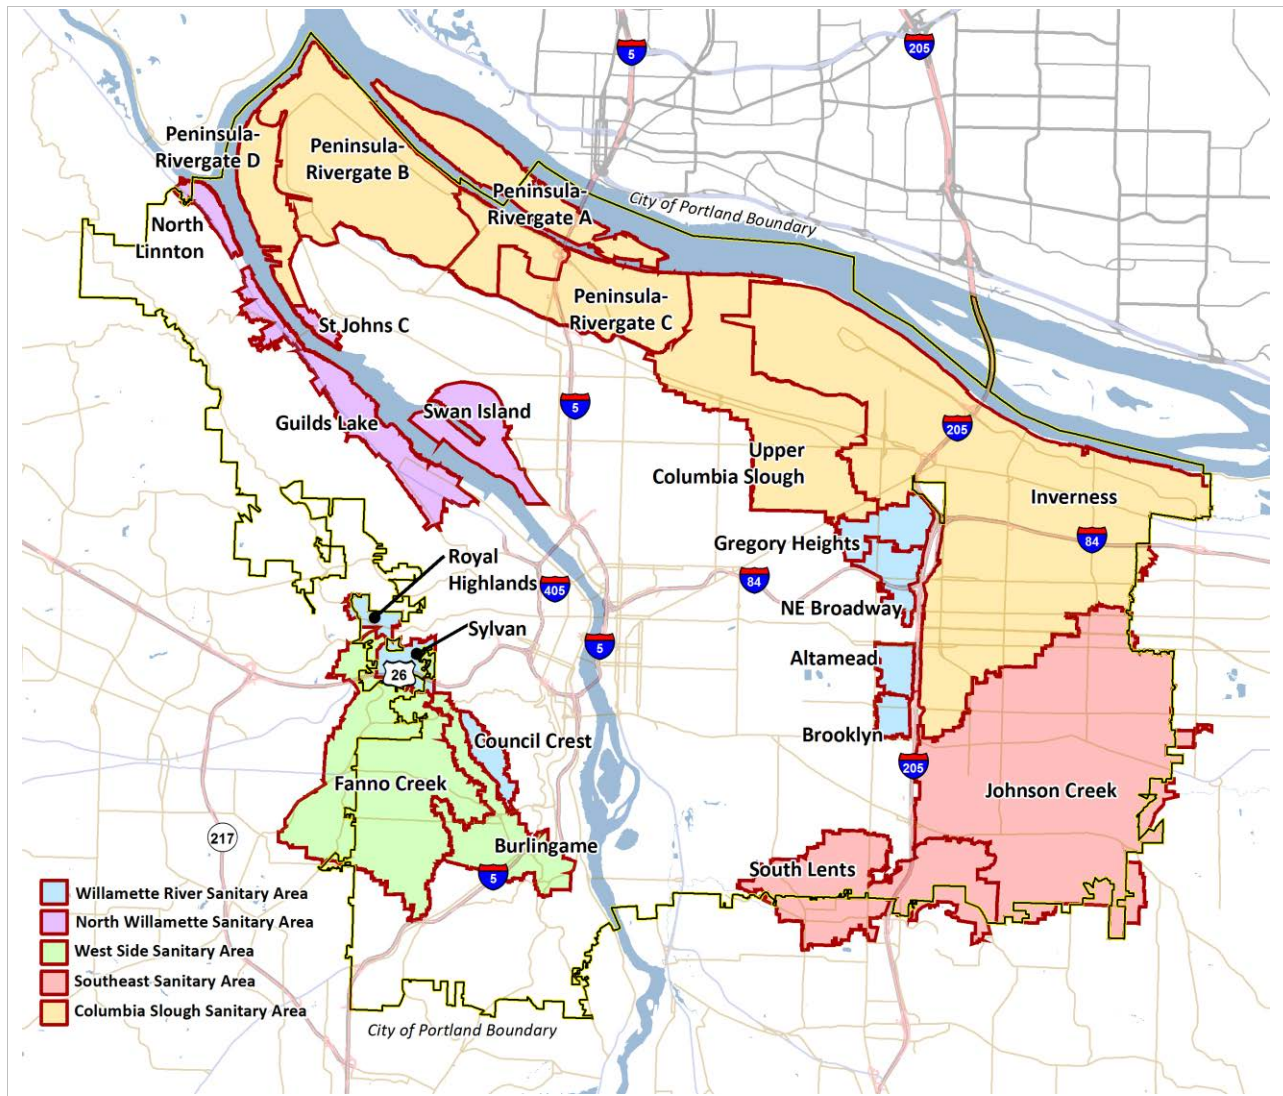 5
205
Peninsula-
Rivergate D
Peninsula-
Rivergate B
Peninsula-
Rivergate A
City of Portland Boundary
North
Linnton
Peninsula-
Rivergate C
St Johns C
Guilds Lake
Swan Island
5
205
Upper
Columbia Slough
Inverness
84
Gregory Heights
Royal
Highlands
405
84
NE Broadway
Sylvan
5
Altamead
26
Council Crest
Brooklyn
205
Fanno Creek
Johnson Creek
217
Burlingame
5
South Lents
Willamette River Sanitary Area
North Willamette Sanitary Area
West Side Sanitary Area
Southeast Sanitary Area
Columbia Slough Sanitary Area
City of Portland Boundary